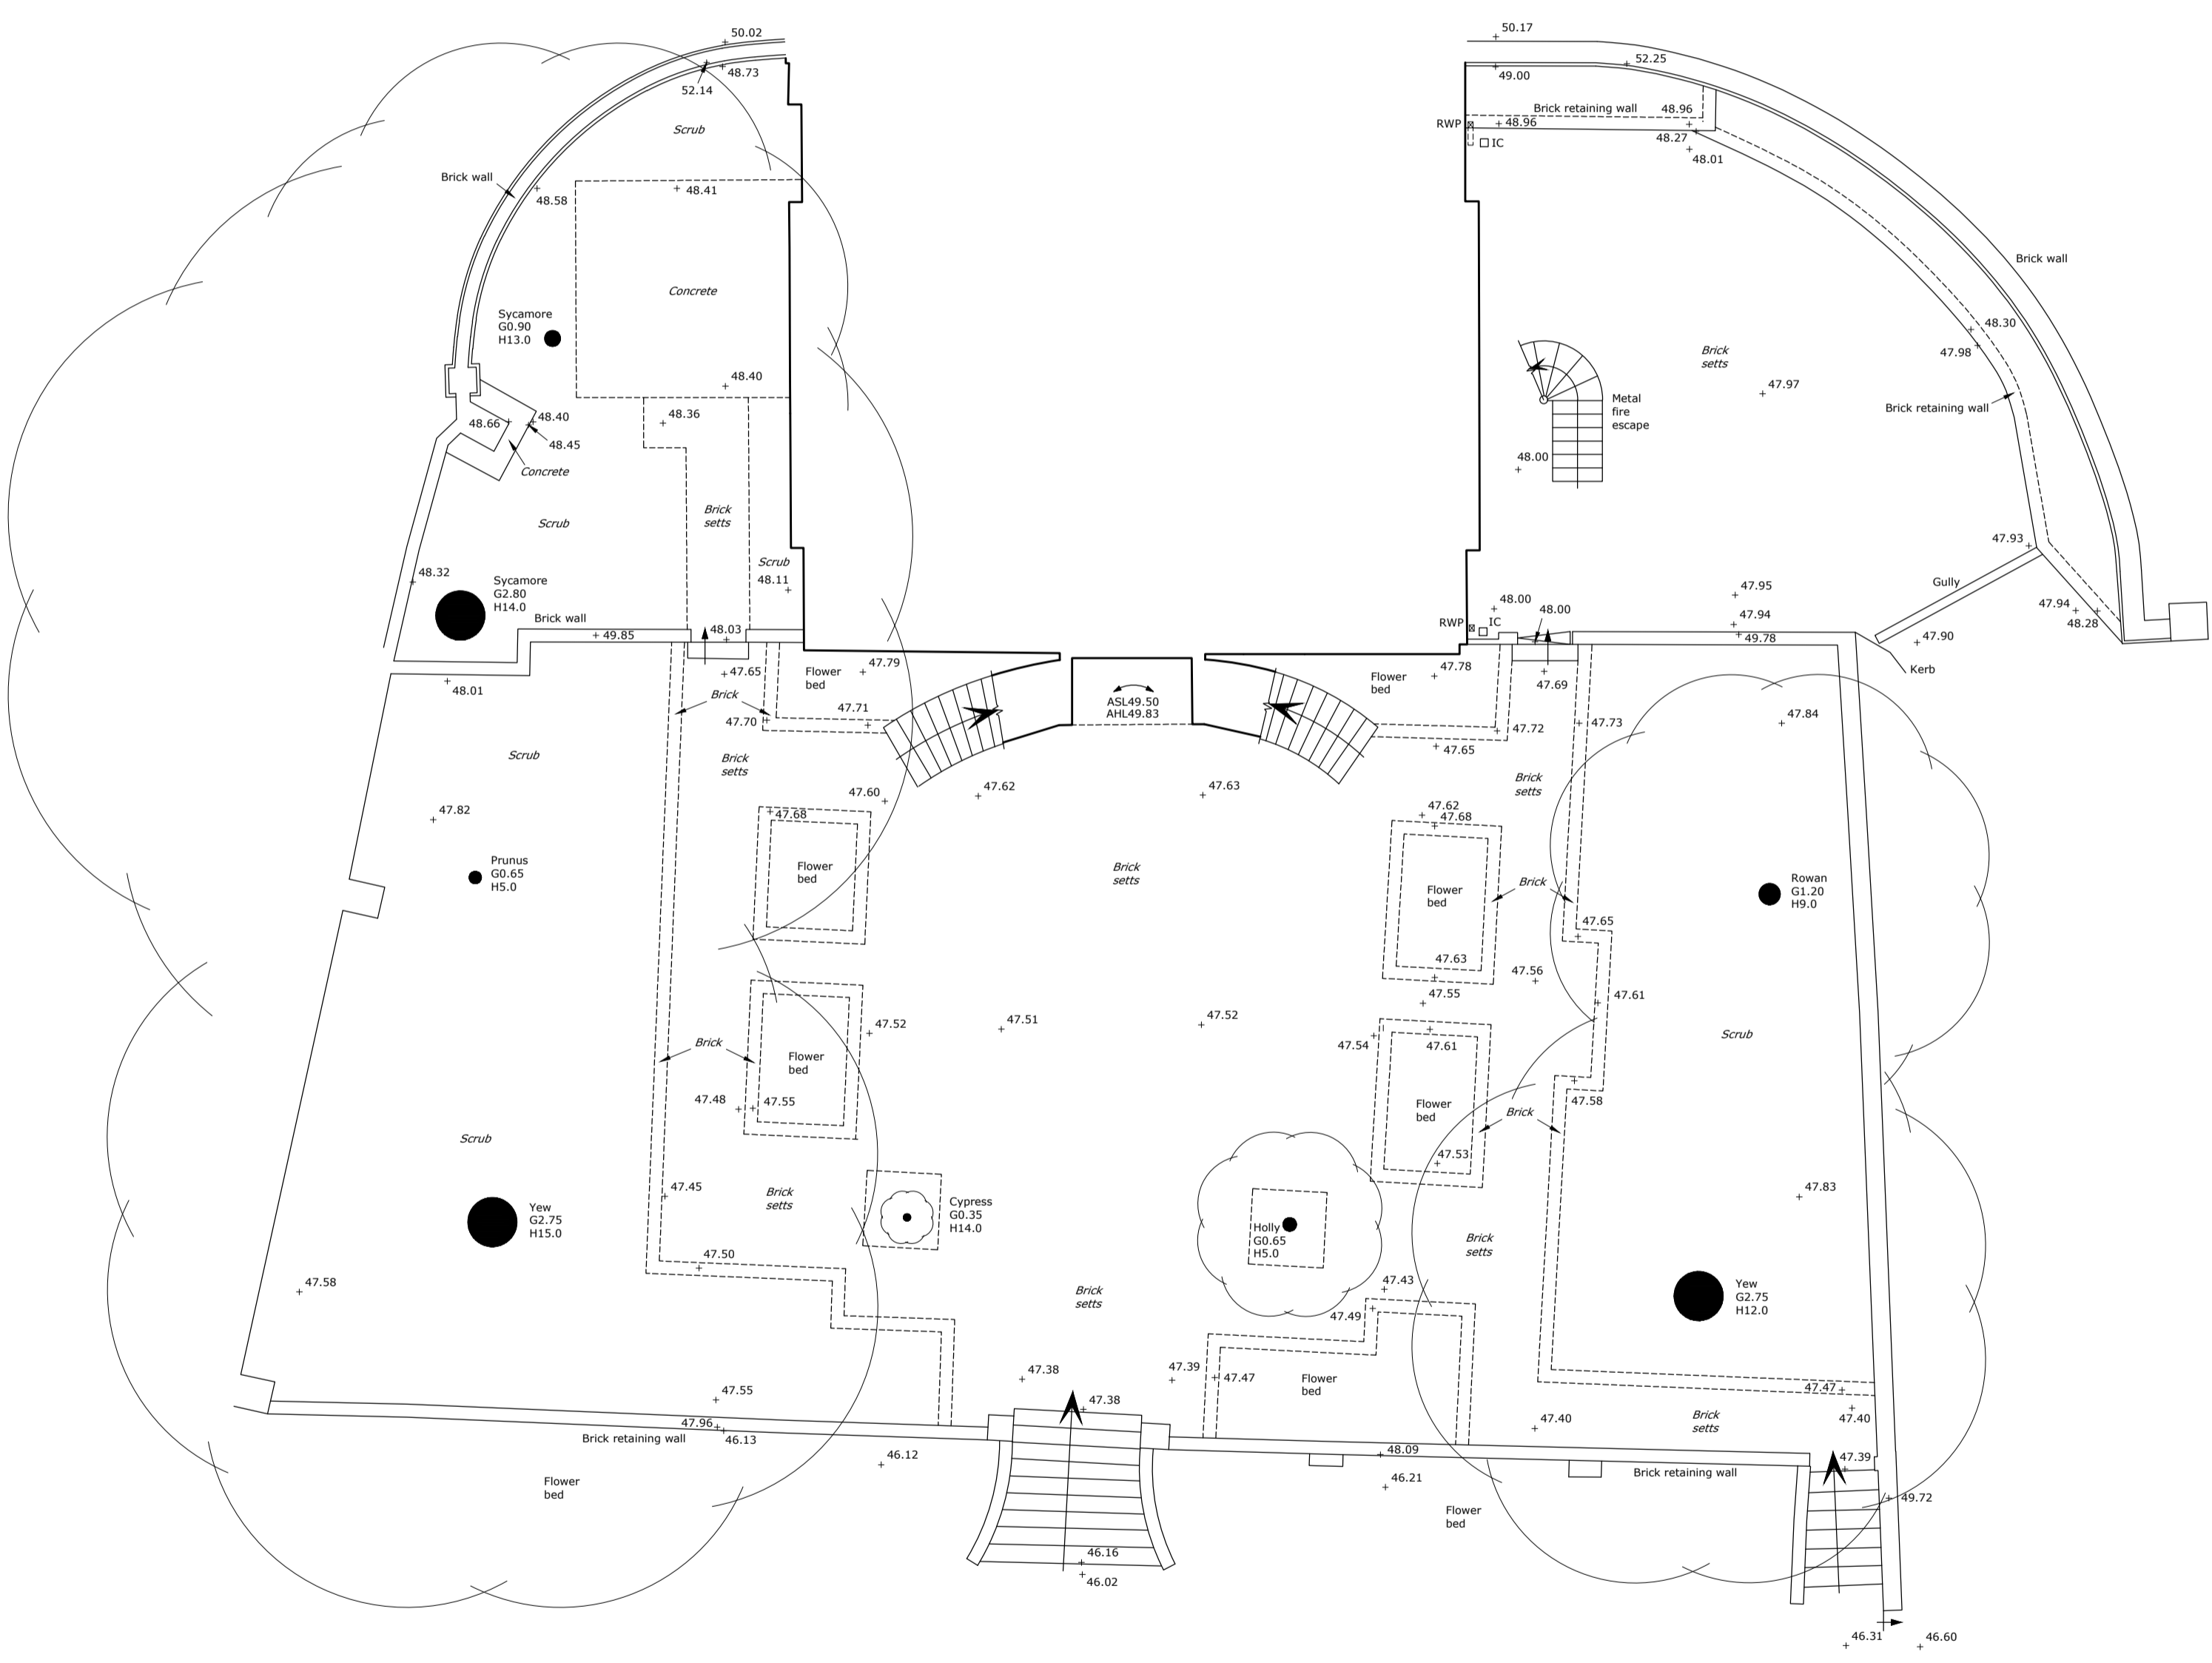 50.02
50.17
48.73
52.14
52.25
49.00
Scrub
Brick retaining wall
48.96
RWP
48.96
48.27
IC
48.01
Brick wall
48.58
48.41
Brick wall
Concrete
Sycamore
G0.90
H13.0
48.30
47.98
Brick
setts
48.40
47.97
48.36
Metal
fire
escape
Brick retaining wall
48.66
48.40
48.45
Concrete
48.00
Scrub
Brick
setts
47.93
Scrub
48.11
48.32
Sycamore
G2.80
H14.0
Gully
47.95
48.00
48.00
47.94
47.94
48.28
Brick wall
49.85
48.03
RWP
IC
49.78
47.90
Kerb
48.01
47.65
Flower
bed
47.79
47.78
Flower
bed
47.69
Brick
47.70
47.71
ASL49.50
AHL49.83
47.72
47.73
47.84
47.65
Scrub
Brick
setts
Brick
setts
47.60
47.62
47.63
47.82
47.68
47.62
47.68
Prunus
G0.65
H5.0
Flower
bed
Brick
setts
Flower
bed
Brick
Rowan
G1.20
H9.0
47.65
47.63
47.56
47.55
47.61
47.52
47.51
47.52
Brick
Flower
bed
47.54
47.61
Scrub
47.48
47.55
Flower
bed
47.58
Brick
Scrub
47.53
47.45
Brick
setts
Cypress
G0.35
H14.0
47.83
Yew
G2.75
H15.0
Holly
G0.65
H5.0
Brick
setts
47.50
47.58
Brick
setts
47.43
47.49
Yew
G2.75
H12.0
47.38
47.39
47.47
Flower
bed
47.47
47.55
47.38
47.40
Brick
setts
47.40
47.96
46.13
Brick retaining wall
46.12
48.09
46.21
47.39
Brick retaining wall
Flower
bed
Flower
bed
49.72
46.16
46.02
46.31
46.60